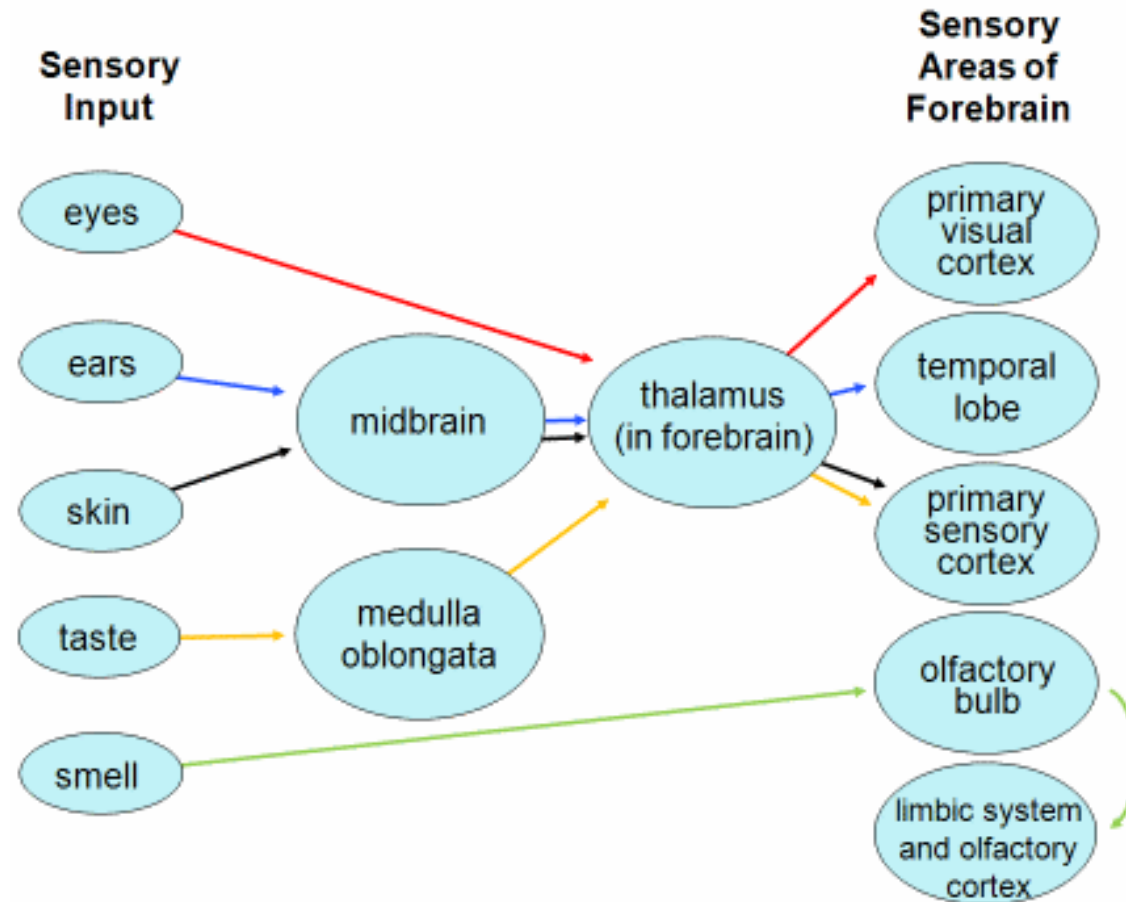 Sensory
Input
Sensory
Areas of
Forebrain
eyes
ears
skin
taste
smell
midbrain
medulla
oblongata
thalamus
(in forebrain)
primary
visual
cortex
temporal
lobe
primary
sensory
cortex
olfactory
bulb
limbic system
and olfactory
cortex